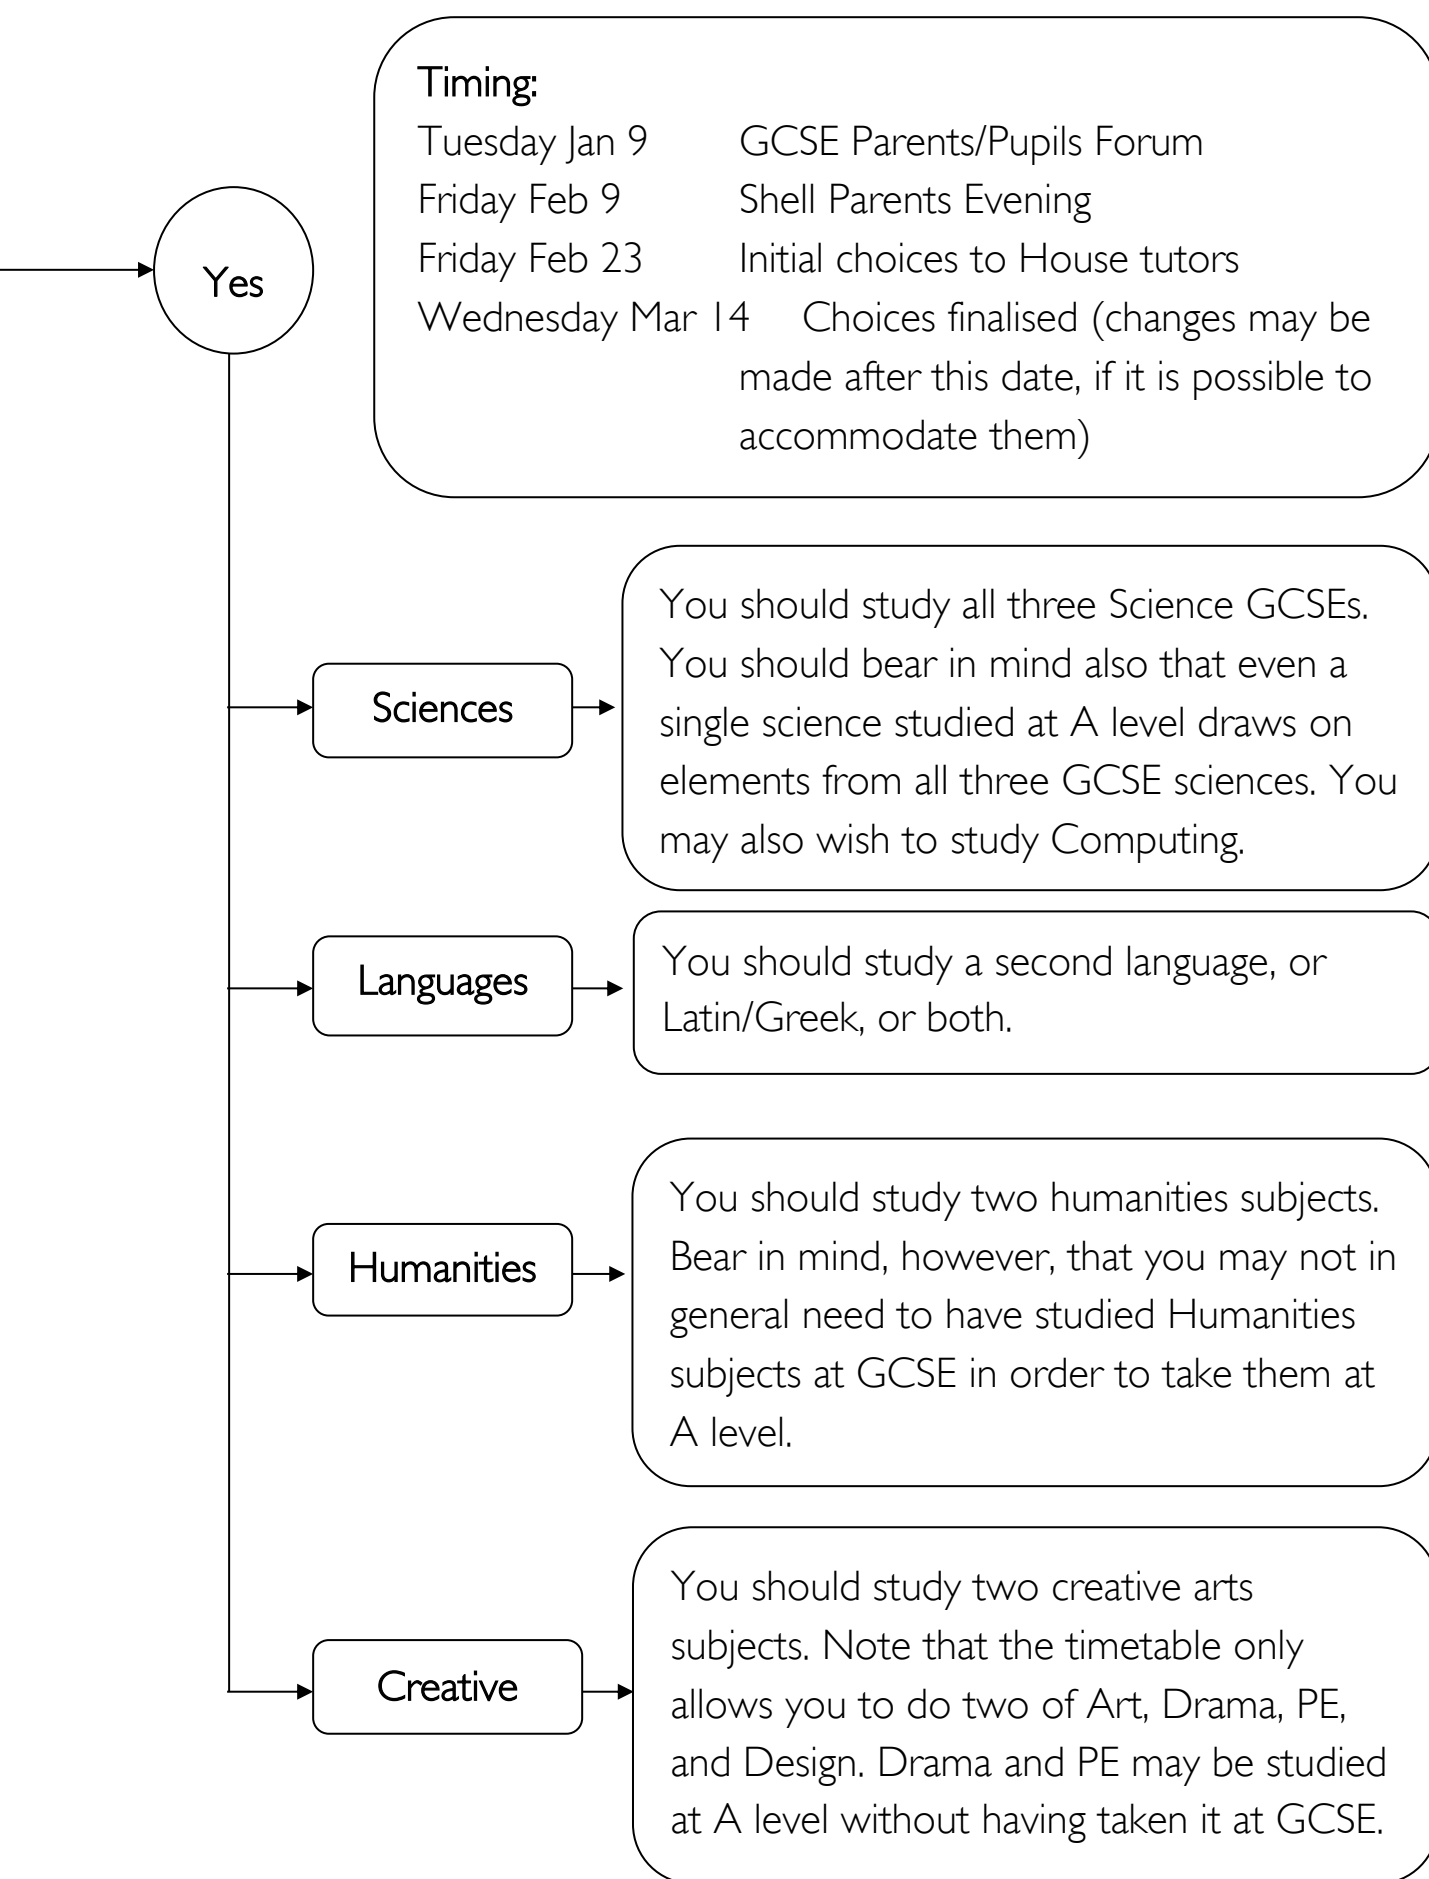 Timing:
Tuesday Jan 9 GCSE Parents/Pupils Forum
Friday Feb 9 Shell Parents Evening
Friday Feb 23 Initial choices to House tutors
Wednesday Mar 14 Choices finalised (changes may be
made after this date, if it is possible to
accommodate them)
Yes
Sciences
You should study all three Science GCSEs.
You should bear in mind also that even a
single science studied at A level draws on
elements from all three GCSE sciences. You
may also wish to study Computing.
Languages
You should study a second language, or
Latin/Greek, or both.
Humanities
You should study two humanities subjects.
Bear in mind, however, that you may not in
general need to have studied Humanities
subjects at GCSE in order to take them at
A level.
Creative
You should study two creative arts
subjects. Note that the timetable only
allows you to do two of Art, Drama, PE,
and Design. Drama and PE may be studied
at A level without having taken it at GCSE.